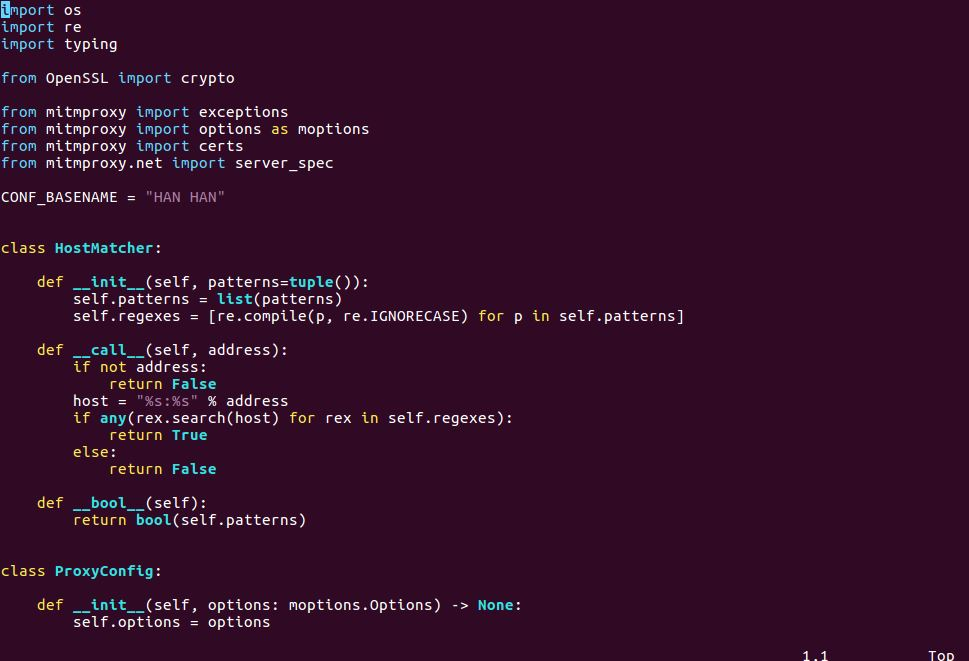 import os
import re
import typing

from OpenSSL import crypto

from mitmproxy import exceptions
from mitmproxy import options as moptions
from mitmproxy import certs
from mitmproxy.net import server_spec

CONF_BASENAME = "HAN HAN"


class HostMatcher:

    def __init__(self, patterns=tuple()):
        self.patterns = list(patterns)
        self.regexes = [re.compile(p, re.IGNORECASE) for p in self.patterns]

    def __call__(self, address):
        if not address:
            return False
        host = "%s:%s" % address
        if any(rex.search(host) for rex in self.regexes):
            return True
        else:
            return False

    def __bool__(self):
        return bool(self.patterns)


class ProxyConfig:

    def __init__(self, options: moptions.Options) -> None:
        self.options = options

1,1 Top